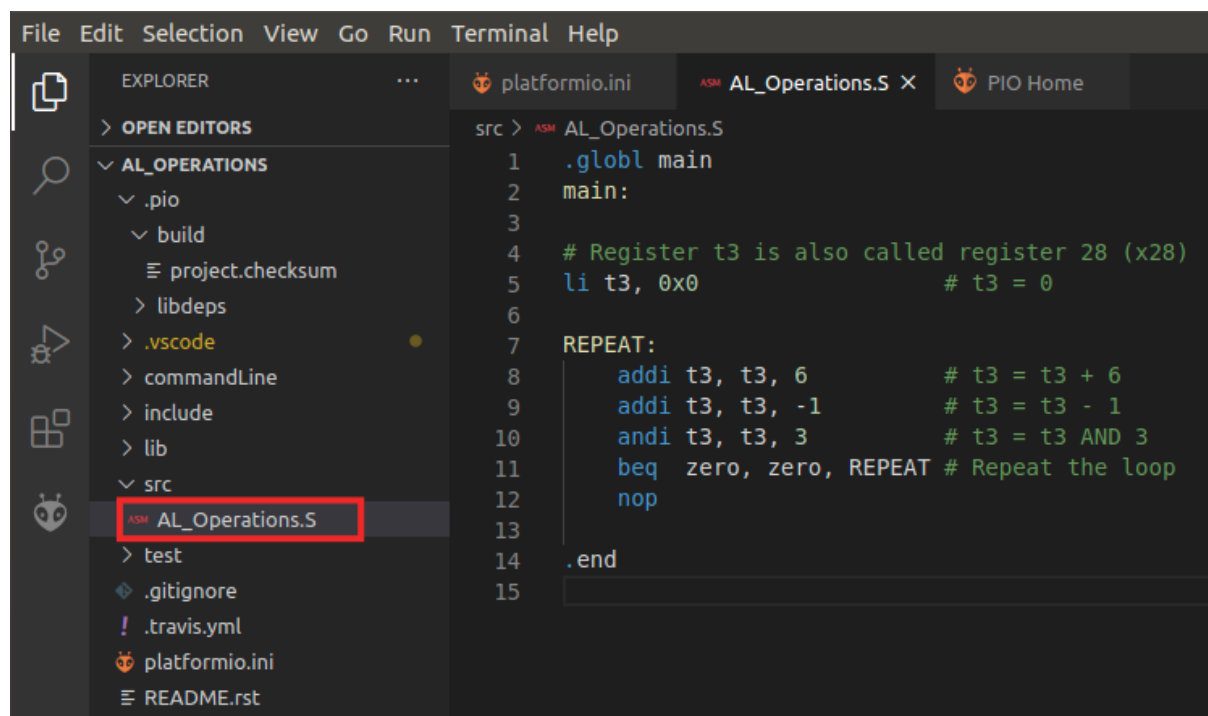 File Edit Selection View Go Run Terminal Help
EXPLORER ...
> OPEN EDITORS
AL_OPERATIONS
.pio
build
project.checksum
> libdeps
> .vscode
> commandLine
> include
> lib
src
ASM AL_Operations.S
> test
.gitignore
! .travis.yml
platformio.ini
README.rst
platformio.ini ASM AL_Operations.S × PIO Home
src > ASM AL_Operations.S
1 .globl main
2 main:
3
4 # Register t3 is also called register 28 (x28)
5 li t3, 0x0 # t3 = 0
6
7 REPEAT:
8 addi t3, t3, 6 # t3 = t3 + 6
9 addi t3, t3, -1 # t3 = t3 - 1
10 andi t3, t3, 3 # t3 = t3 AND 3
11 beq zero, zero, REPEAT # Repeat the loop
12 nop
13
14 .end
15